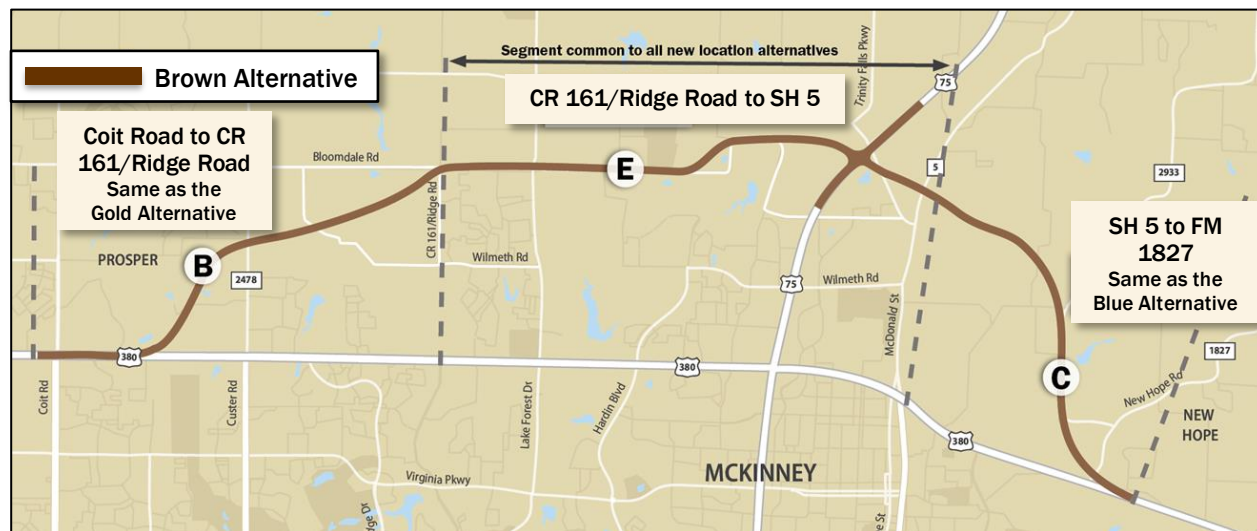 Brown Alternative
Segment common to all new location alternatives
CR 161/Ridge Road to SH 5
Coit Road to CR
161/Ridge Road
Same as the
Gold Alternative
SH 5 to FM
1827
Same as the
Blue Alternative
Trinity Falls Pkwy
75
Bloomdale Rd
E
5
2933
PROSPER
B
2478
CR 161/Ridge Rd
Wilmeth Rd
75
Wilmeth Rd
McDonald St
380
380
1827
C
New Hope Rd
NEW
HOPE
Coit Rd
Custer Rd
Lake Forest Dr
Hardin Blvd
380
Virginia Pkwy
MCKINNEY
dge Dr
e St